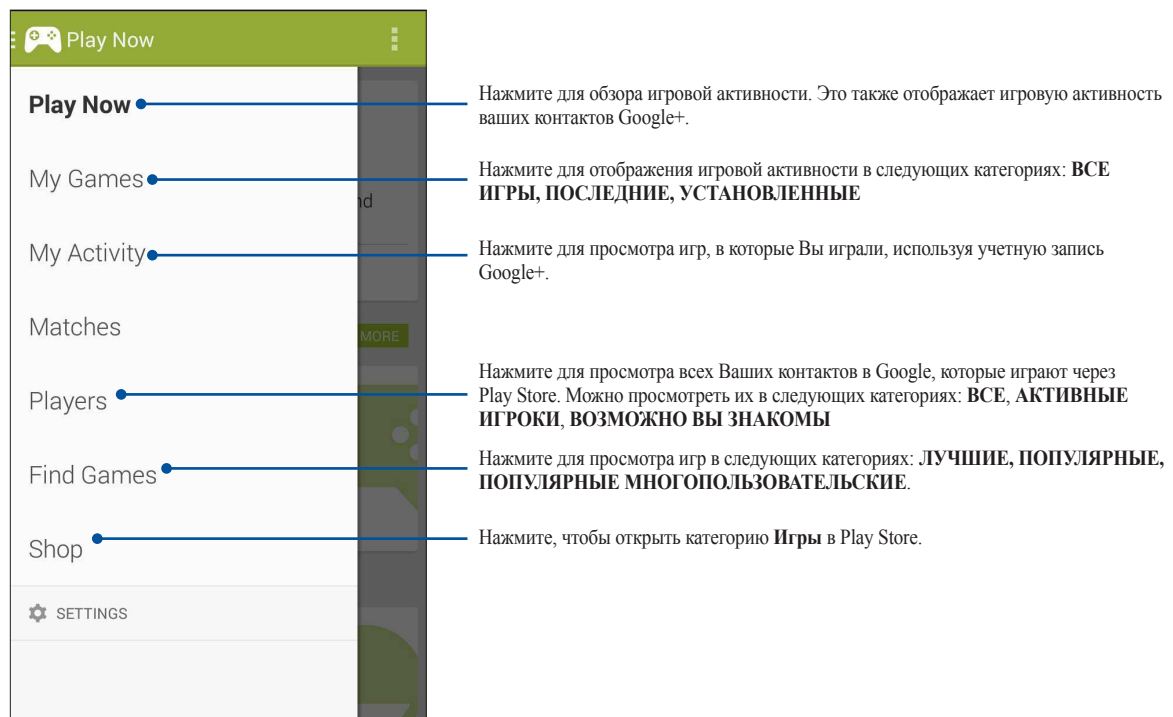 Play Now
Play Now
My Games
My Activity
Matches
Players
Find Games
Shop
SETTINGS
nd
MORE
Нажмите для обзора игровой активности. Это также отображает игровую активность
ваших контактов Google+.
Нажмите для отображения игровой активности в следующих категориях: ВСЕ
ИГРЫ, ПОСЛЕДНИЕ, УСТАНОВЛЕННЫЕ
Нажмите для просмотра игр, в которые Вы играли, используя учетную запись
Google+.
Нажмите для просмотра всех Ваших контактов в Google, которые играют через
Play Store. Можно просмотреть их в следующих категориях: ВСЕ, АКТИВНЫЕ
ИГРОКИ, ВОЗМОЖНО ВЫ ЗНАКОМЫ
Нажмите для просмотра игр в следующих категориях: ЛУЧШИЕ, ПОПУЛЯРНЫЕ,
ПОПУЛЯРНЫЕ МНОГОПОЛЬЗОВАТЕЛЬСКИЕ.
Нажмите, чтобы открыть категорию Игры в Play Store.